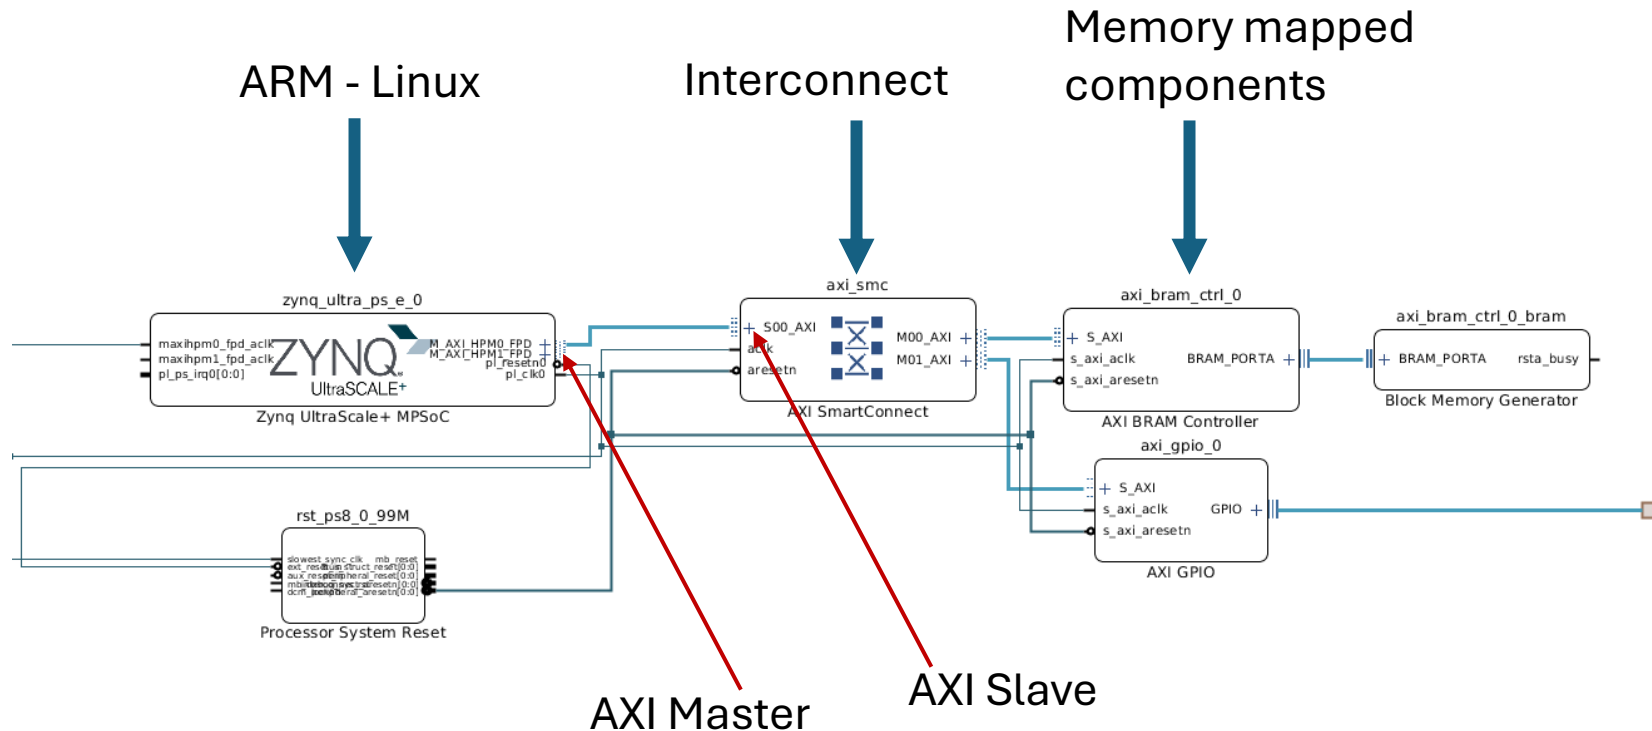 ARM - Linux
Interconnect
Memory mapped
components
zynq_ultra_ps_e_0
maxihpm0_fpd_aclk
maxihpm1_fpd_aclk
pl_ps_irq0[0:0]
ZYNQ
UltraSCALE+
M_AXI_HPM0_FPD
M_AXI_HPM1_FPD
pl_resetn0
pl_clk0
Zynq UltraScale+ MPSoC
axi_smc
S00_AXI
aclk
aresetn
M00_AXI
M01_AXI
AXI SmartConnect
axi_bram_ctrl_0
S_AXI
s_axi_aclk
s_axi_aresetn
BRAM_PORTA
AXI BRAM Controller
axi_bram_ctrl_0_bram
BRAM_PORTA
rsta_busy
Block Memory Generator
axi_gpio_0
S_AXI
s_axi_aclk
s_axi_aresetn
GPIO
AXI GPIO
rst_ps8_0_99M
slowest_sync_clk
mb_reset
Processor System Reset
AXI Master
AXI Slave